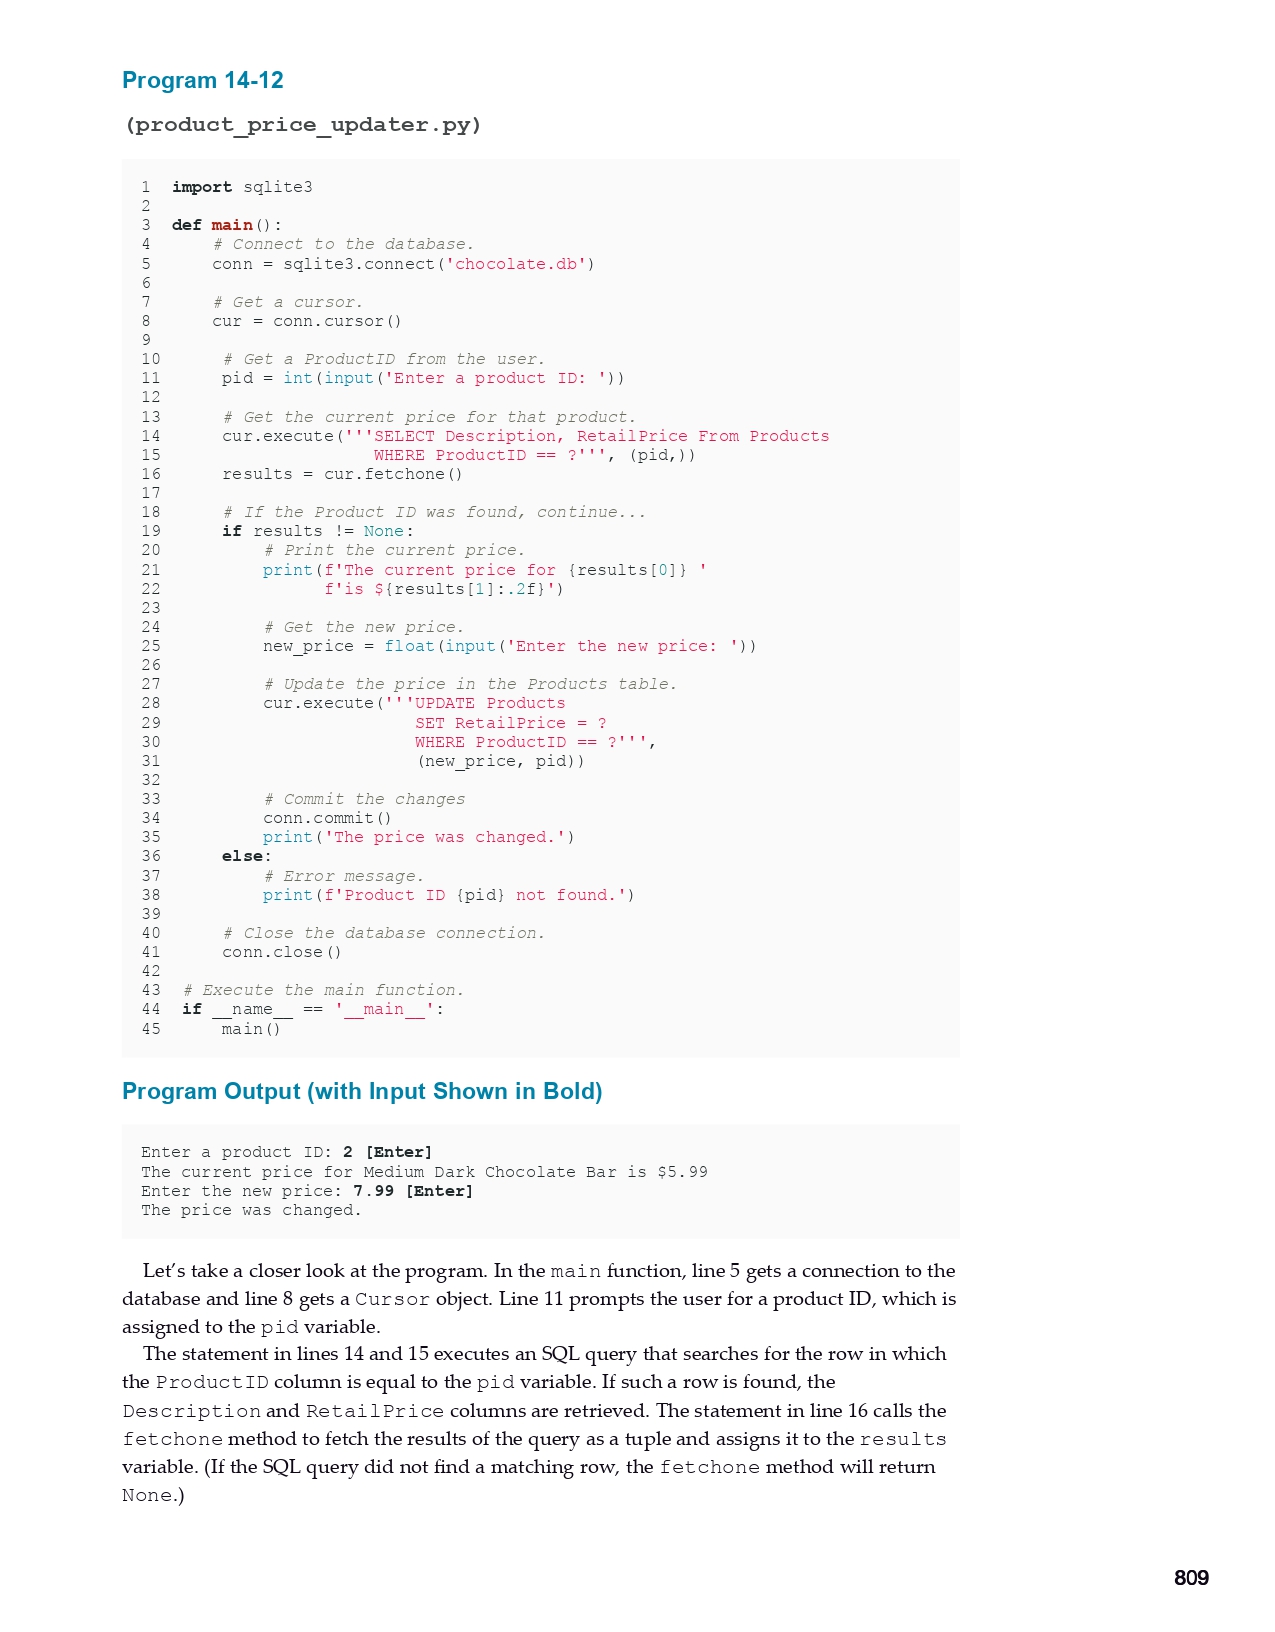 Program 14-12
(product_price_updater.py)
1  import sqlite3
2
3  def main():
4      # Connect to the database.
5      conn = sqlite3.connect('chocolate.db')
6
7      # Get a cursor.
8      cur = conn.cursor()
9
10      # Get a ProductID from the user.
11      pid = int(input('Enter a product ID: '))
12
13      # Get the current price for that product.
14      cur.execute('''SELECT Description, RetailPrice From Products
15                     WHERE ProductID == ?''', (pid,))
16      results = cur.fetchone()
17
18      # If the Product ID was found, continue...
19      if results != None:
20          # Print the current price.
21          print(f'The current price for {results[0]} '
22                f'is ${results[1]:.2f}')
23
24          # Get the new price.
25          new_price = float(input('Enter the new price: '))
26
27          # Update the price in the Products table.
28          cur.execute('''UPDATE Products
29                         SET RetailPrice = ?
30                         WHERE ProductID == ?''',
31                         (new_price, pid))
32
33          # Commit the changes
34          conn.commit()
35          print('The price was changed.')
36      else:
37          # Error message.
38          print(f'Product ID {pid} not found.')
39
40      # Close the database connection.
41      conn.close()
42
43  # Execute the main function.
44  if __name__ == '__main__':
45      main()
Program Output (with Input Shown in Bold)
Enter a product ID: 2 [Enter]
The current price for Medium Dark Chocolate Bar is $5.99
Enter the new price: 7.99 [Enter]
The price was changed.
Let’s take a closer look at the program. In the main function, line 5 gets a connection to the
database and line 8 gets a Cursor object. Line 11 prompts the user for a product ID, which is
assigned to the pid variable.
The statement in lines 14 and 15 executes an SQL query that searches for the row in which
the ProductID column is equal to the pid variable. If such a row is found, the
Description and RetailPrice columns are retrieved. The statement in line 16 calls the
fetchone method to fetch the results of the query as a tuple and assigns it to the results
variable. (If the SQL query did not find a matching row, the fetchone method will return
None.)
809